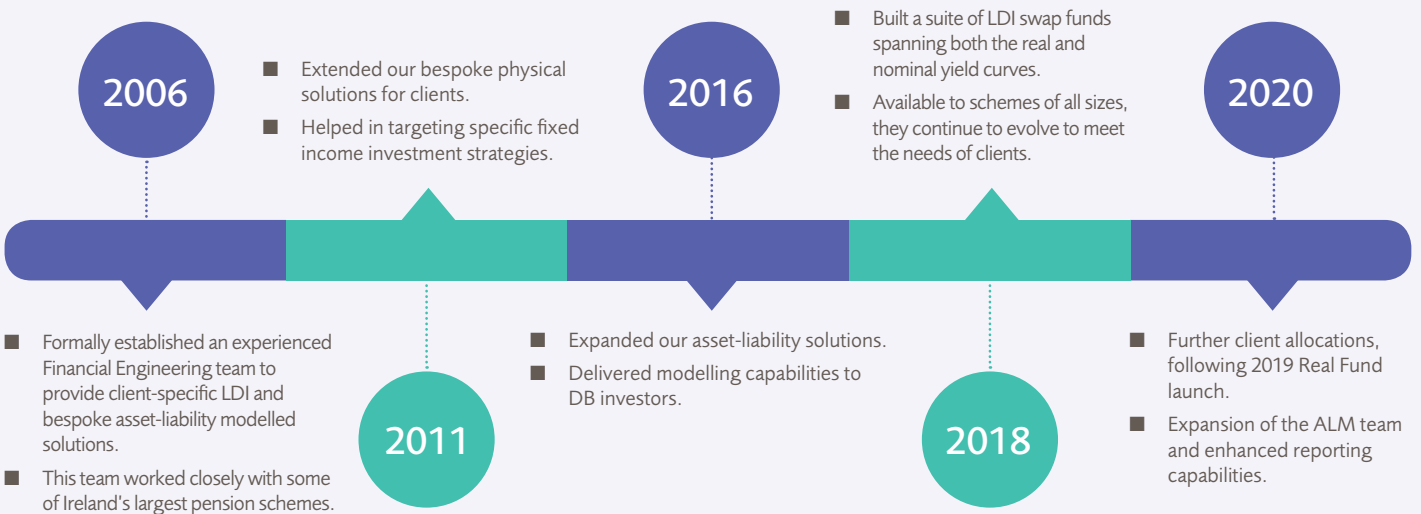 2006
■ Formally established an experienced
Financial Engineering team to
provide client-specific LDI and
bespoke asset-liability modelled
solutions.
■ This team worked closely with some
of Ireland's largest pension schemes.
■ Extended our bespoke physical
solutions for clients.
■ Helped in targeting specific fixed
income investment strategies.
2011
2016
■ Expanded our asset-liability solutions.
■ Delivered modelling capabilities to
DB investors.
■ Built a suite of LDI swap funds
spanning both the real and
nominal yield curves.
■ Available to schemes of all sizes,
they continue to evolve to meet
the needs of clients.
2018
2020
■ Further client allocations,
following 2019 Real Fund
launch.
■ Expansion of the ALM team
and enhanced reporting
capabilities.